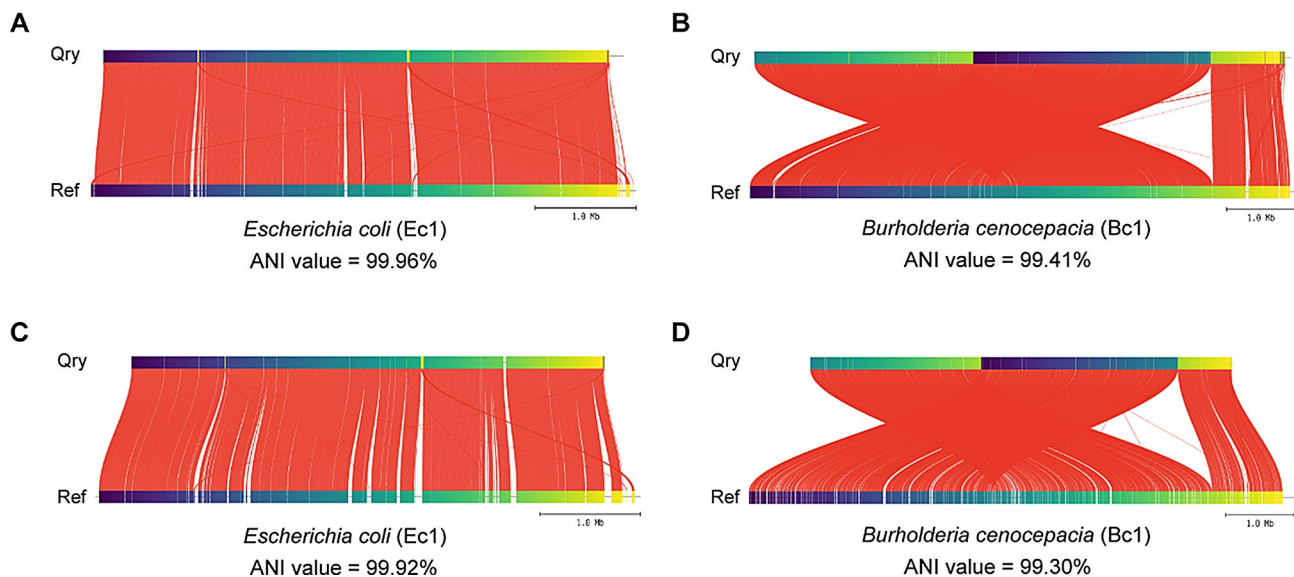 A
Qry
Ref
1.0 Mb
Escherichia coli (Ec1)
ANI value = 99.96%
B
Qry
Ref
1.0 Mb
Burholderia cenocepacia (Bc1)
ANI value = 99.41%
C
Qry
Ref
1.0 Mb
Escherichia coli (Ec1)
ANI value = 99.92%
D
Qry
Ref
1.0 Mb
Burholderia cenocepacia (Bc1)
ANI value = 99.30%